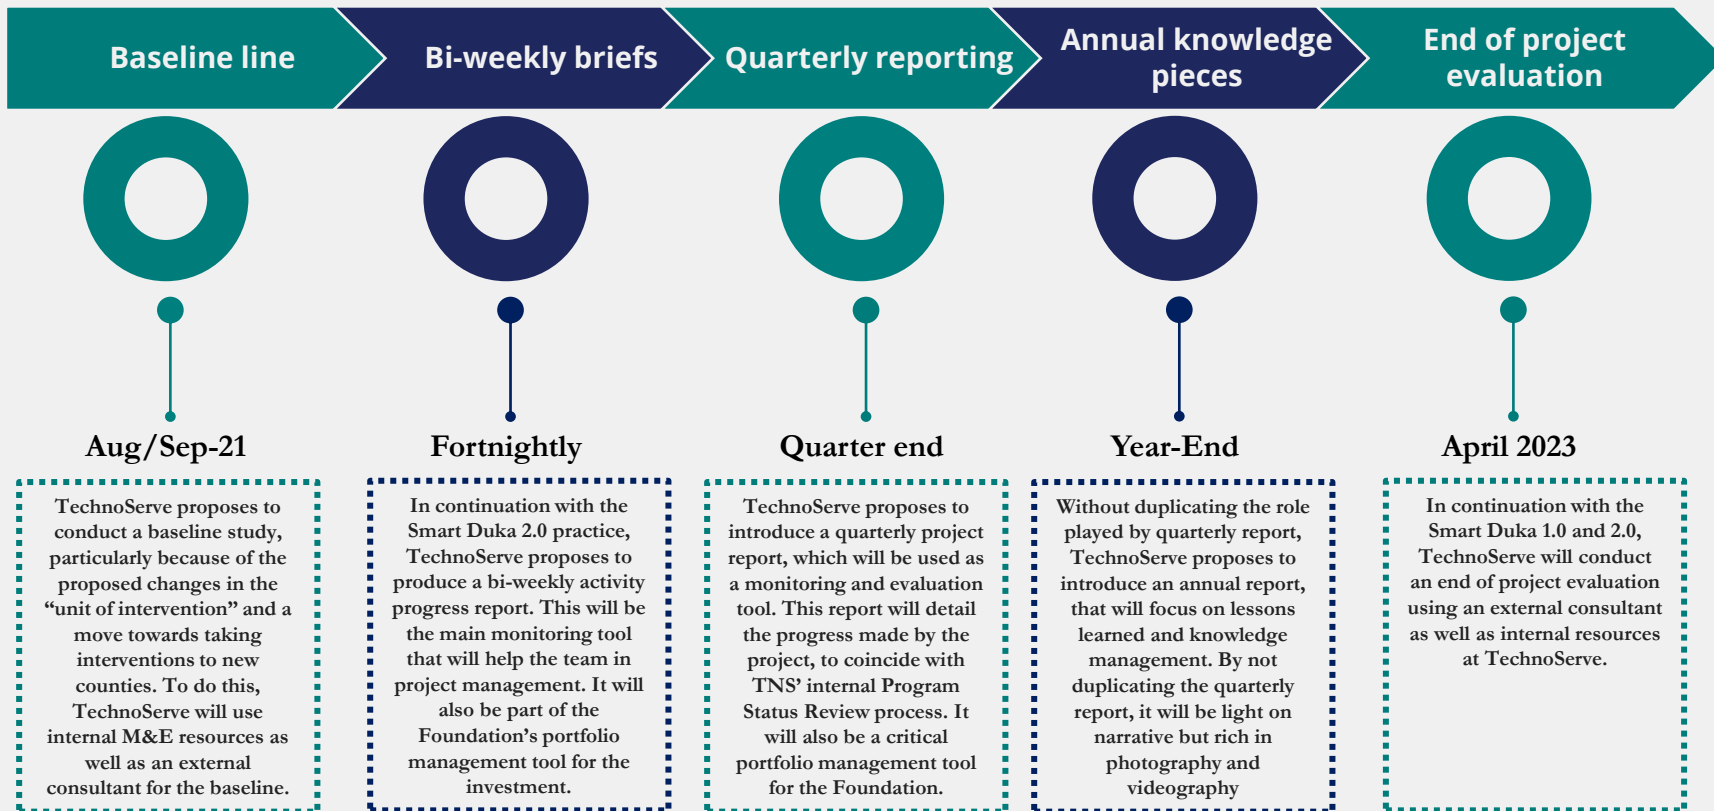 Baseline line
Bi-weekly briefs
Quarterly reporting
Annual knowledge
pieces
End of project
evaluation
Aug/Sep-21
TechnoServe proposes to
conduct a baseline study,
particularly because of the
proposed changes in the
“unit of intervention” and a
move towards taking
interventions to new
counties. To do this,
TechnoServe will use
internal M&E resources as
well as an external
consultant for the baseline.
Fortnightly
In continuation with the
Smart Duka 2.0 practice,
TechnoServe proposes to
produce a bi-weekly activity
progress report. This will be
the main monitoring tool
that will help the team in
project management. It will
also be part of the
Foundation’s portfolio
management tool for the
investment.
Quarter end
TechnoServe proposes to
introduce a quarterly project
report, which will be used as
a monitoring and evaluation
tool. This report will detail
the progress made by the
project, to coincide with
TNS’ internal Program
Status Review process. It
will also be a critical
portfolio management tool
for the Foundation.
Year-End
Without duplicating the role
played by quarterly report,
TechnoServe proposes to
introduce an annual report,
that will focus on lessons
learned and knowledge
management. By not
duplicating the quarterly
report, it will be light on
narrative but rich in
photography and
videography
April 2023
In continuation with the
Smart Duka 1.0 and 2.0,
TechnoServe will conduct
an end of project evaluation
using an external consultant
as well as internal resources
at TechnoServe.